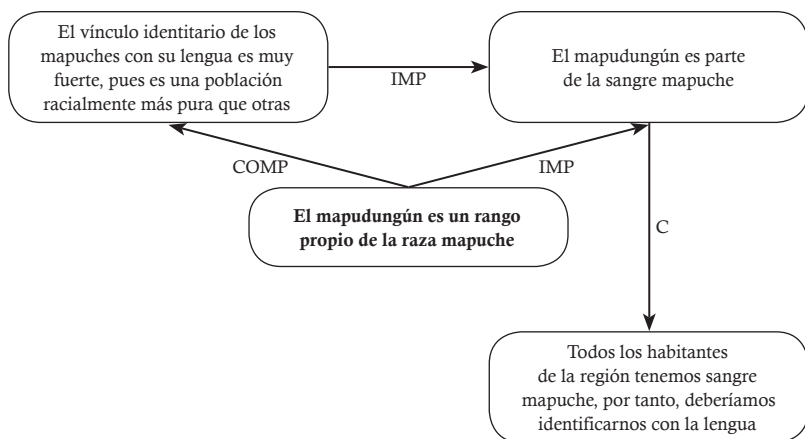 El vínculo identitario de los
mapuches con su lengua es muy
fuerte, pues es una población
racialmente más pura que otras
IMP
El mapudungún es parte
de la sangre mapuche
COMP
IMP
El mapudungún es un rango
propio de la raza mapuche
C
Todos los habitantes
de la región tenemos sangre
mapuche, por tanto, deberíamos
identificarnos con la lengua